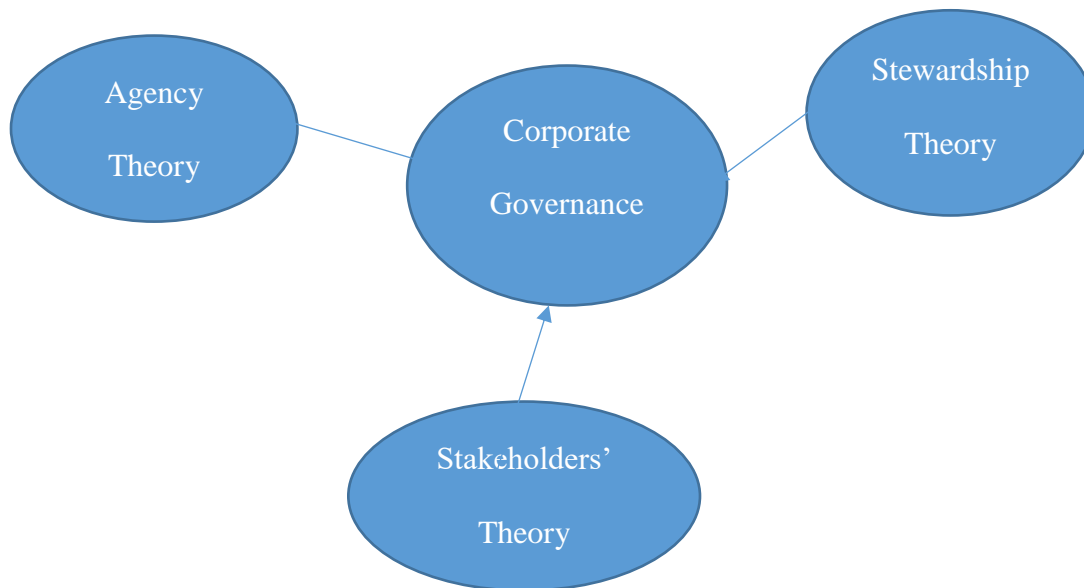 Agency
Theory
Corporate
Governance
Stewardship
Theory
Stakeholders’
Theory